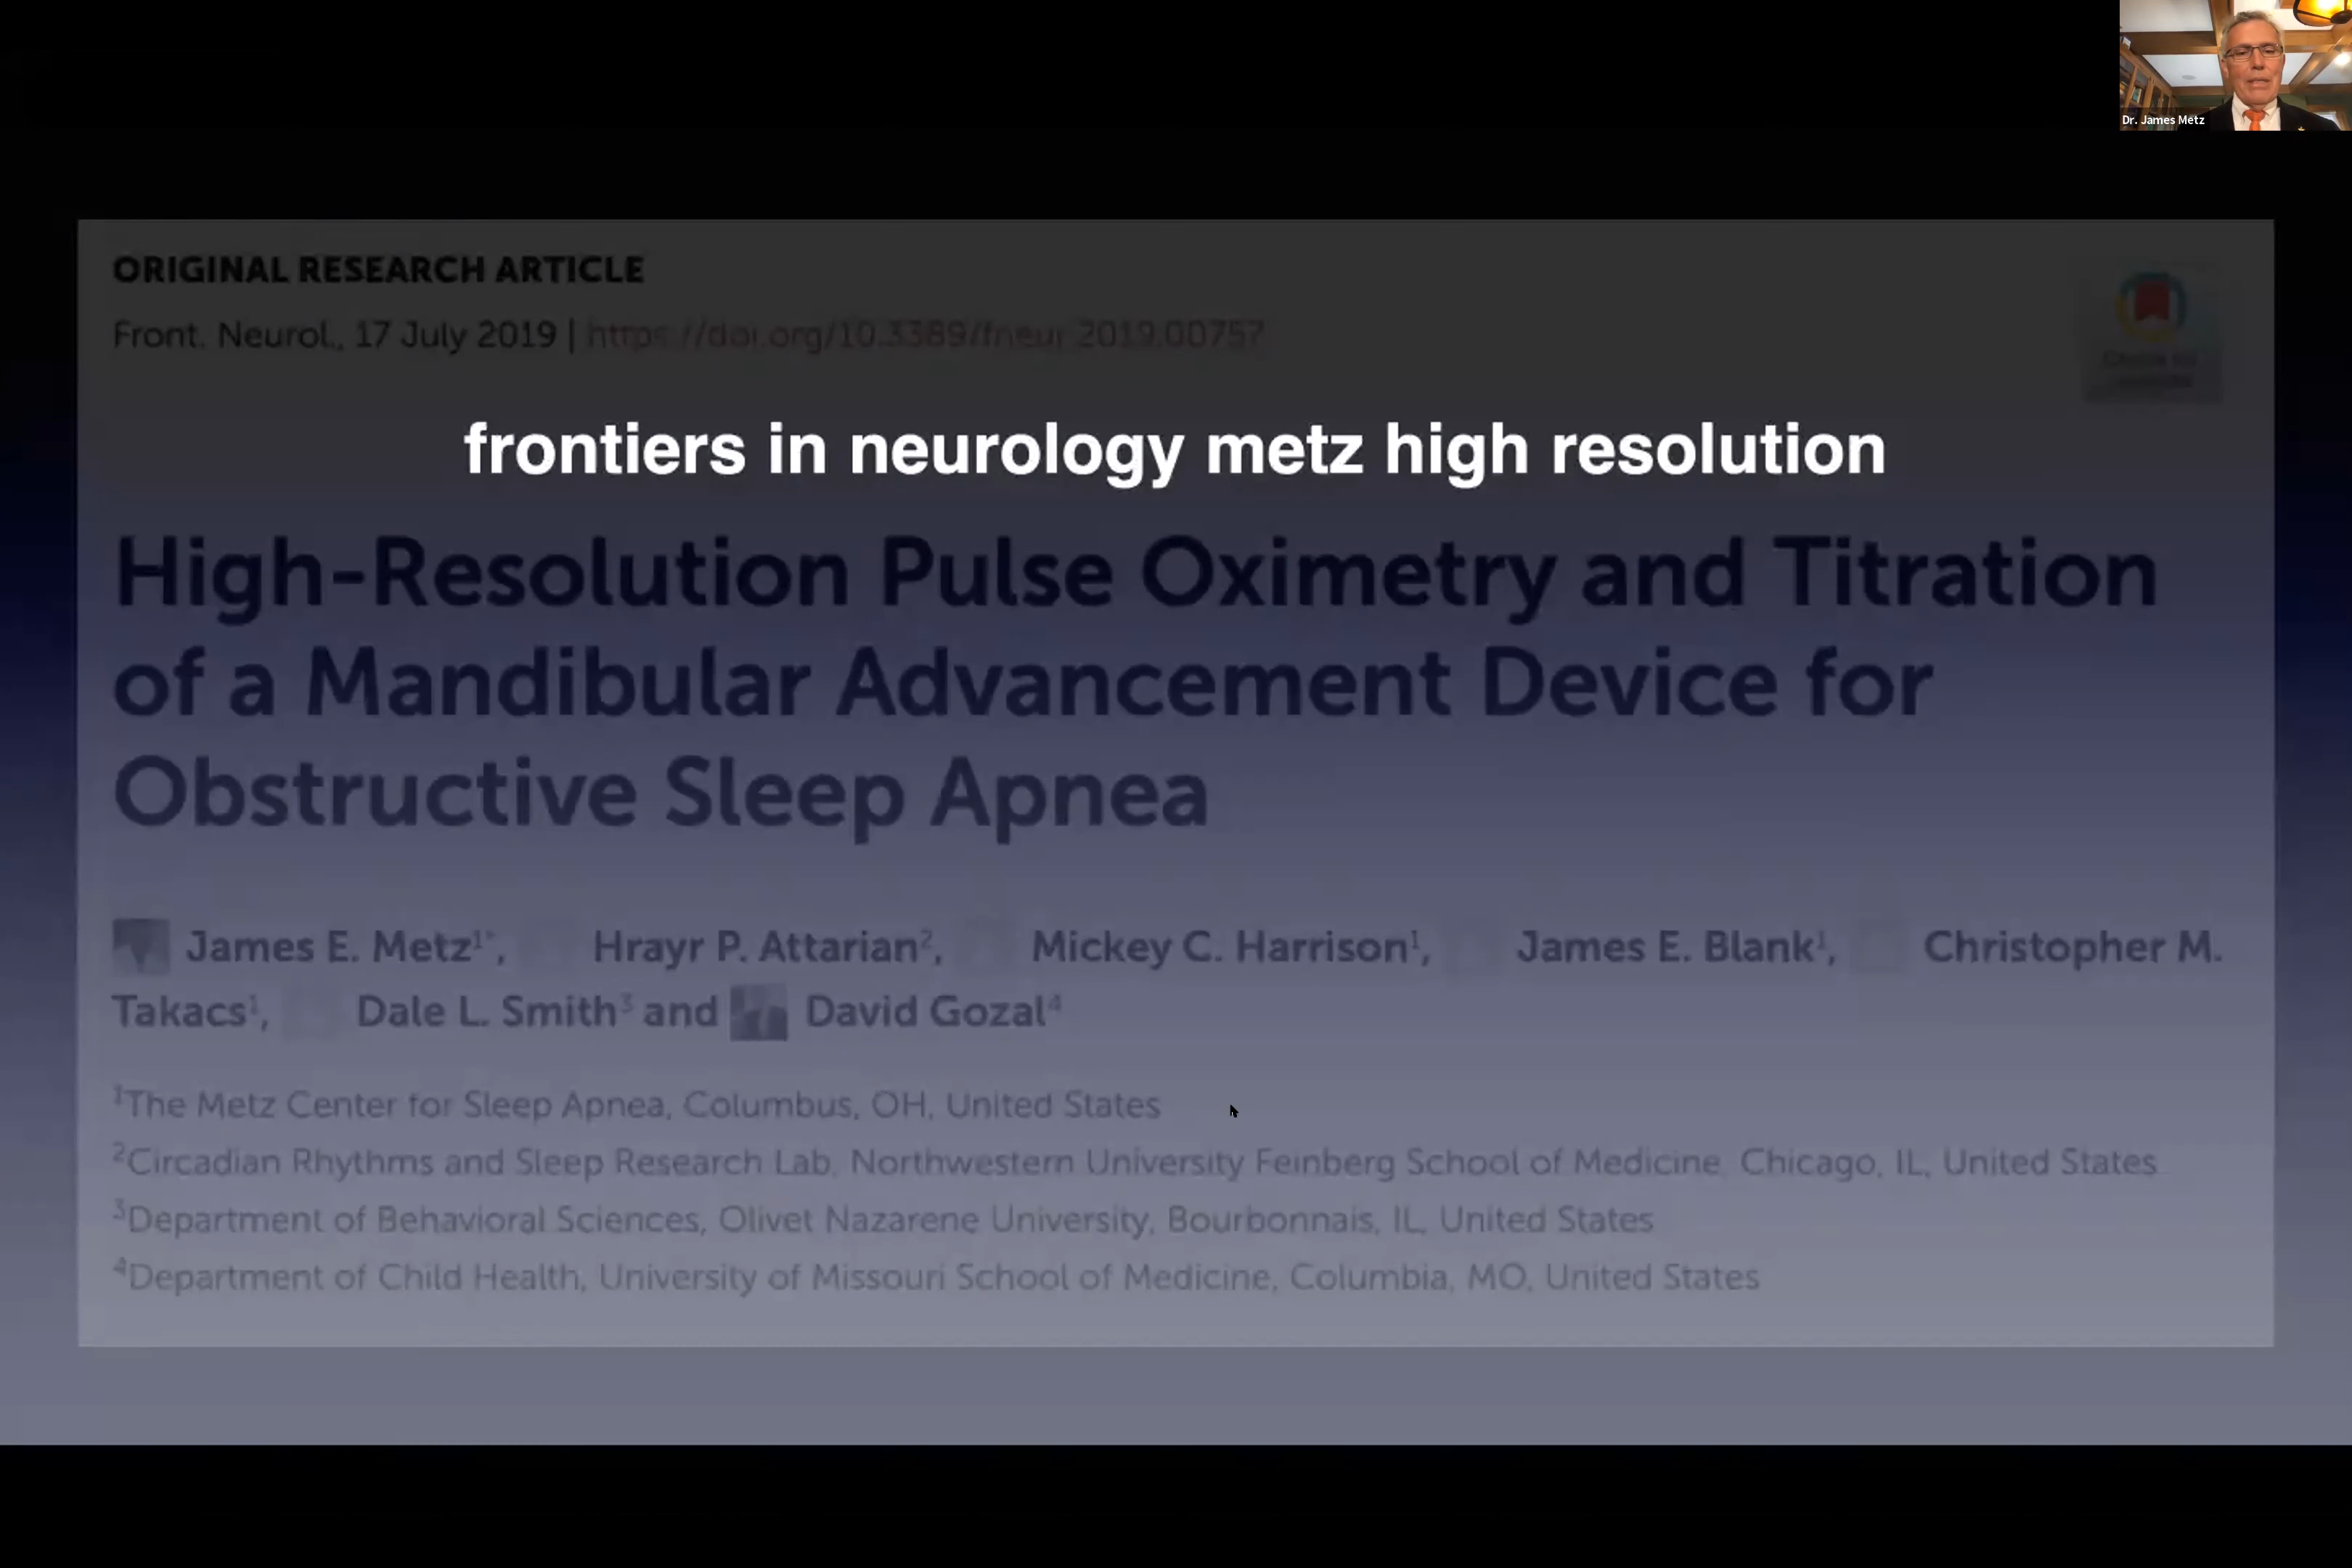 Dr. James Metz
ORIGINAL RESEARCH ARTICLE
Front. Neurol., 17 July 2019 | https://doi.org/10.3389/fneur.2019.00757
Check for
updates
frontiers in neurology metz high resolution
High-Resolution Pulse Oximetry and Titration
of a Mandibular Advancement Device for
Obstructive Sleep Apnea
James E. Metz1*, Hrayr P. Attarian2, Mickey C. Harrison1, James E. Blank1, Christopher M.
Takacs1, Dale L. Smith3 and David Gozal4
1The Metz Center for Sleep Apnea, Columbus, OH, United States
2Circadian Rhythms and Sleep Research Lab, Northwestern University Feinberg School of Medicine, Chicago, IL, United States
3Department of Behavioral Sciences, Olivet Nazarene University, Bourbonnais, IL, United States
4Department of Child Health, University of Missouri School of Medicine, Columbia, MO, United States